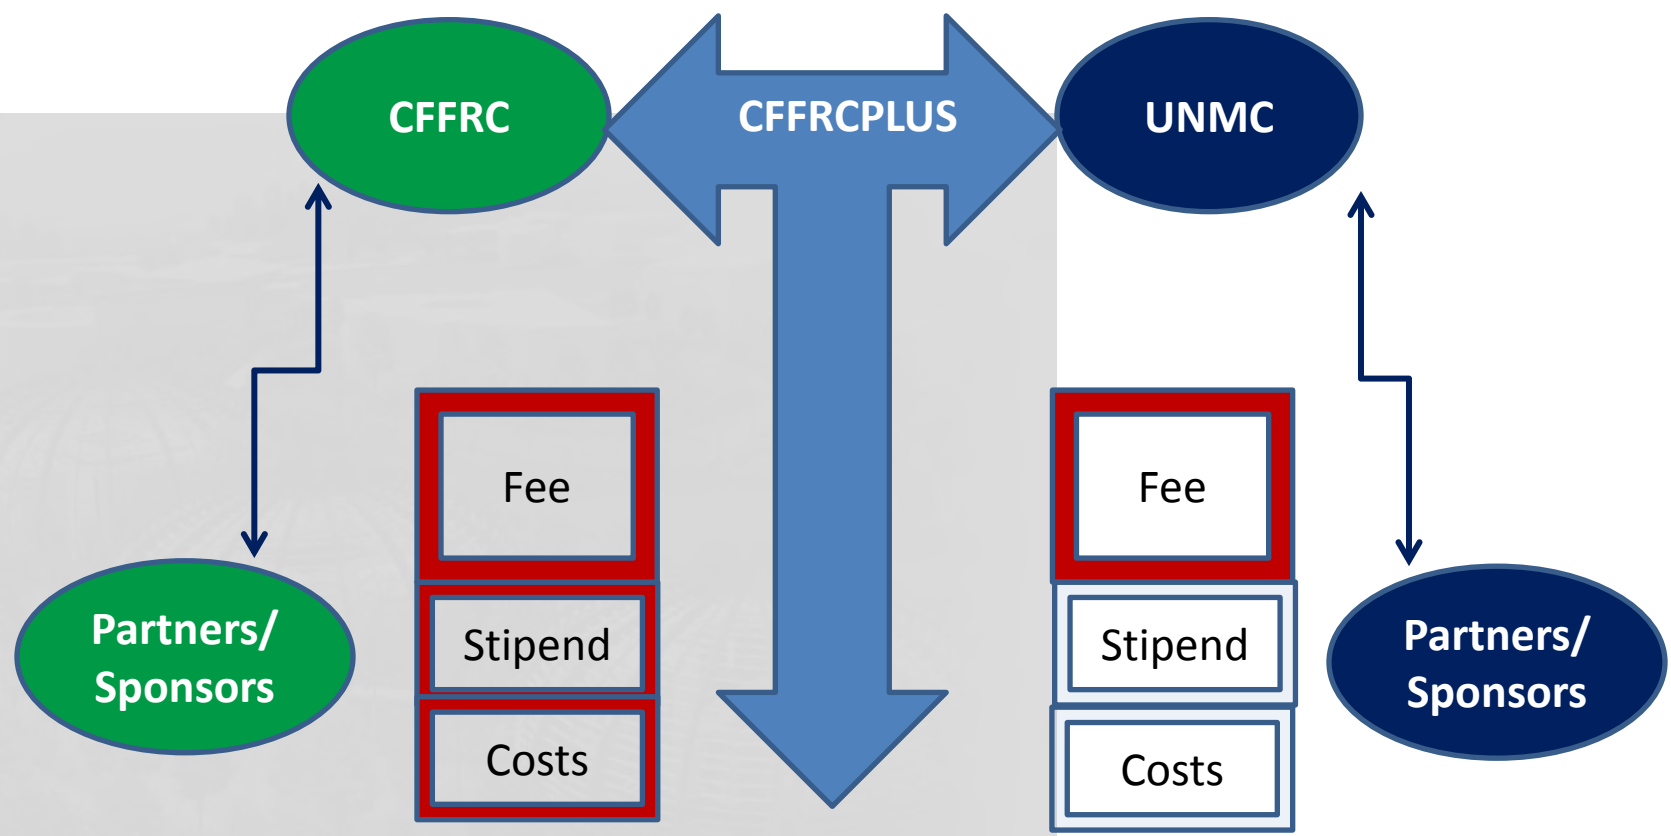 CFFRC
CFFRCPLUS
UNMC
Fee
Fee
Partners/
Sponsors
Stipend
Stipend
Partners/
Sponsors
Costs
Costs